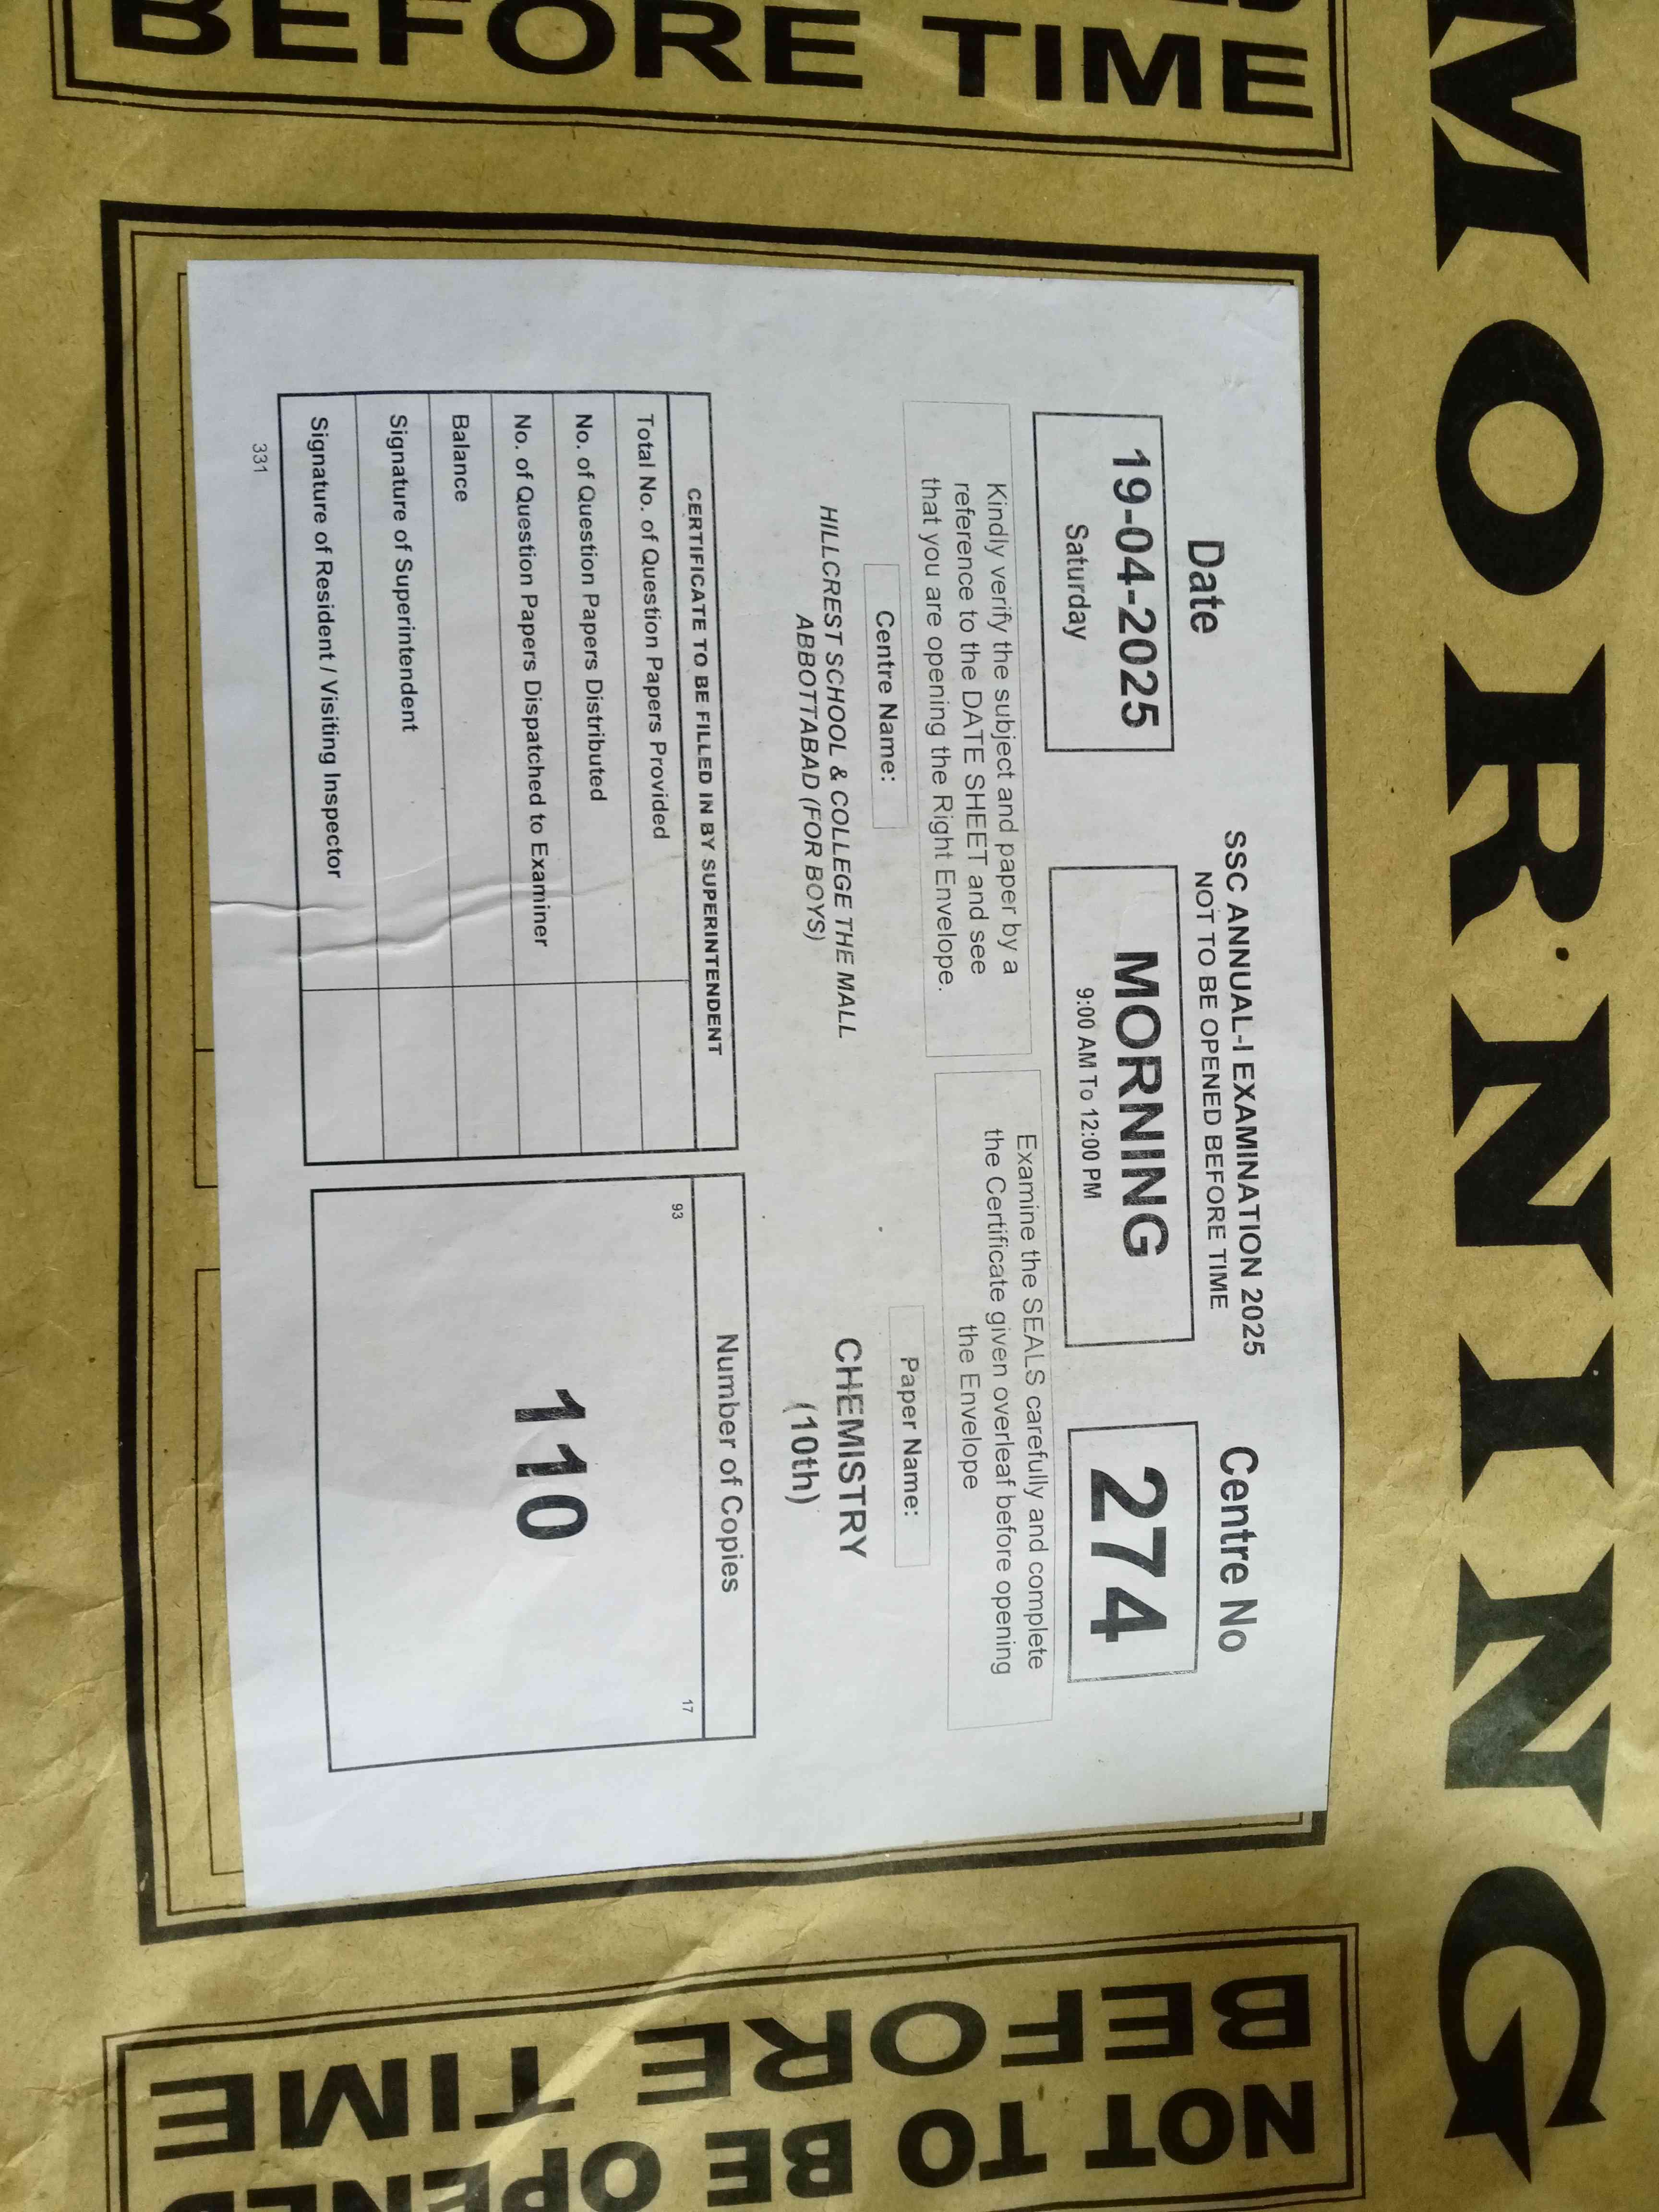 MORNING
BEFORE TIME
SSC ANNUAL-I EXAMINATION 2025
NOT TO BE OPENED BEFORE TIME
Date
19-04-2025
Saturday
MORNING
9:00 AM To 12:00 PM
Centre No
274
Kindly verify the subject and paper by a
reference to the DATE SHEET and see
that you are opening the Right Envelope.
Examine the SEALS carefully and complete
the Certificate given overleaf before opening
the Envelope
Centre Name:
HILLCREST SCHOOL & COLLEGE THE MALL
ABBOTTABAD (FOR BOYS)
Paper Name:
CHEMISTRY
(10th)
CERTIFICATE TO BE FILLED IN BY SUPERINTENDENT
Total No. of Question Papers Provided
No. of Question Papers Distributed
No. of Question Papers Dispatched to Examiner
Balance
Signature of Superintendent
Signature of Resident / Visiting Inspector
331
Number of Copies
93
17
110
NOT TO BE OPENED
BEFORE TIME